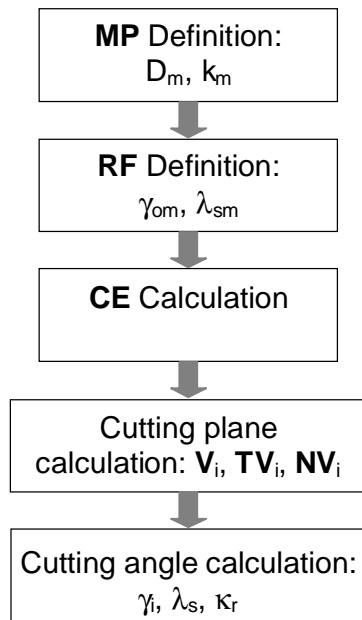 MP Definition:
Dm, km
RF Definition:
γom, λsm
CE Calculation
Cutting plane
calculation: Vi, TVi, NVi
Cutting angle calculation:
γi, λs, κr